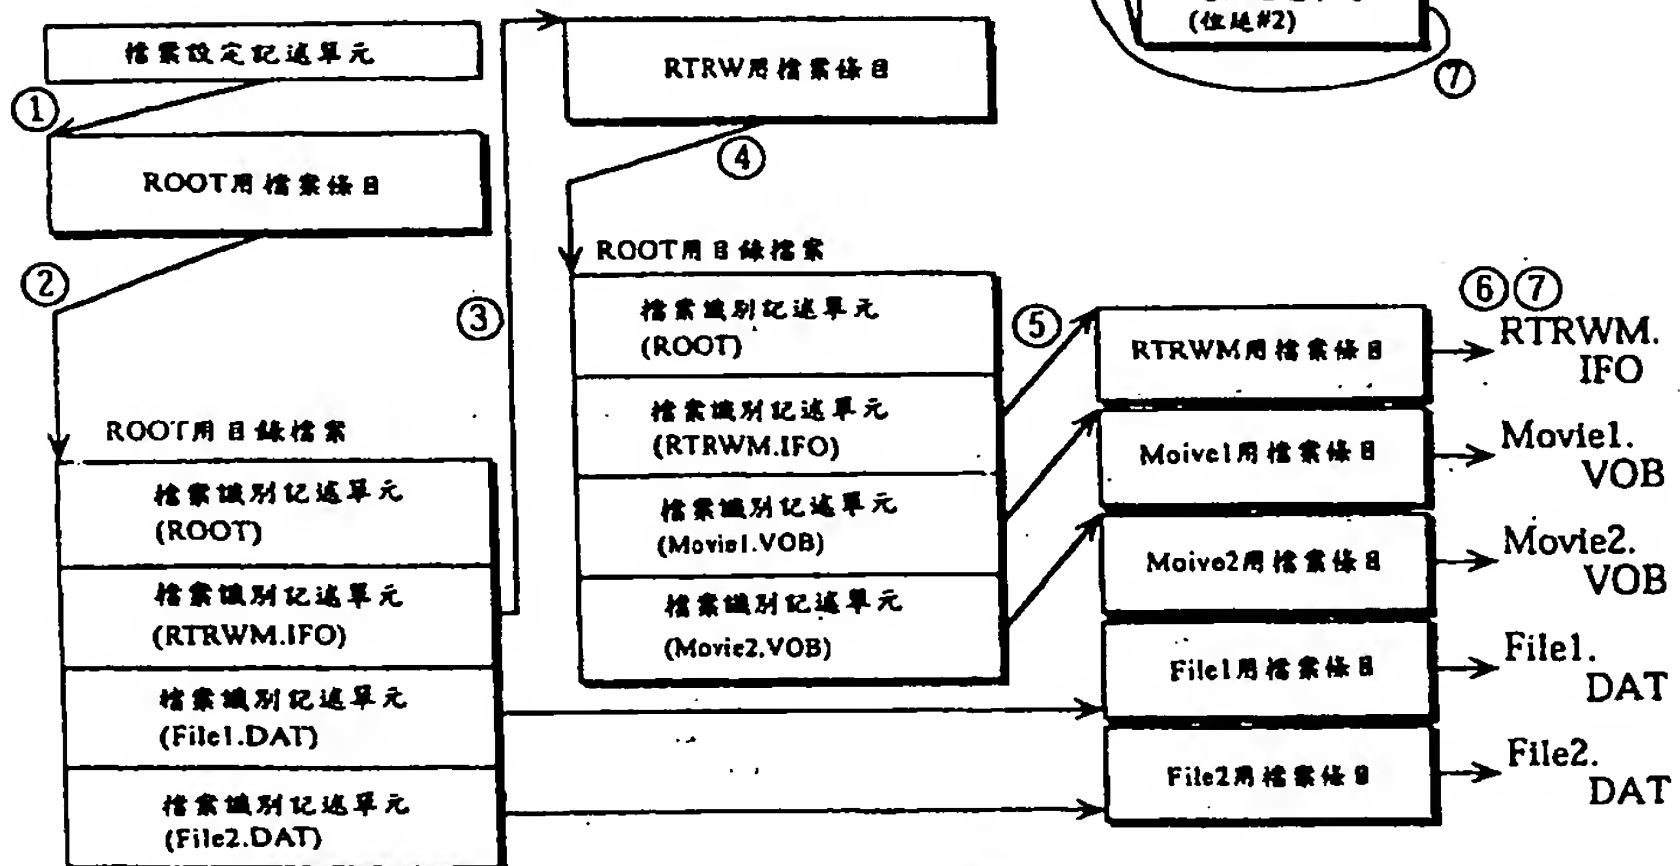 檔案設定記述單元
①
ROOT用檔案條目
②
ROOT用目錄檔案
檔案識別記述單元
(ROOT)
檔案識別記述單元
(RTRWM.IFO)
檔案識別記述單元
(File1.DAT)
檔案識別記述單元
(File2.DAT)
③
RTRW用檔案條目
④
ROOT用目錄檔案
檔案識別記述單元
(ROOT)
檔案識別記述單元
(RTRWM.IFO)
檔案識別記述單元
(Movie1.VOB)
檔案識別記述單元
(Movie2.VOB)
(位址#2)
⑦
⑤
RTRWM用檔案條目
Moive1用檔案條目
Moive2用檔案條目
File1用檔案條目
File2用檔案條目
⑥⑦
RTRWM.
IFO
Movie1.
VOB
Movie2.
VOB
File1.
DAT
File2.
DAT